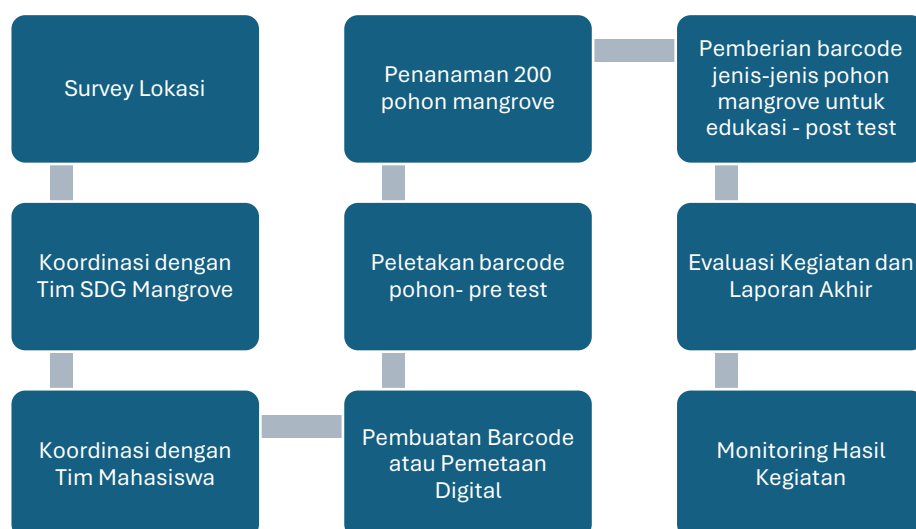 Survey Lokasi
Koordinasi dengan
Tim SDG Mangrove
Koordinasi dengan
Tim Mahasiswa
Pembuatan Barcode
atau Pemetaan
Digital
Peletakan barcode
pohon- pre test
Penanaman 200
pohon mangrove
Pemberian barcode
jenis-jenis pohon
mangrove untuk
edukasi - post test
Evaluasi Kegiatan dan
Laporan Akhir
Monitoring Hasil
Kegiatan